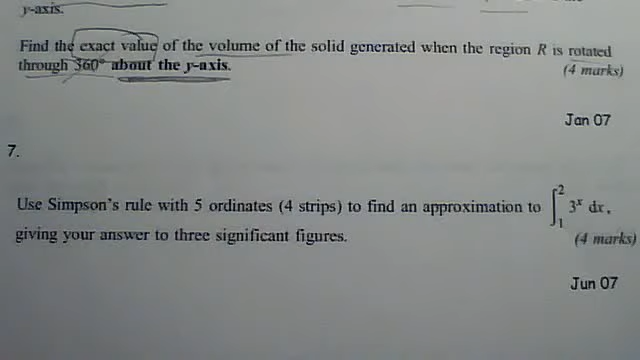 y-axis.
Find the exact value of the volume of the solid generated when the region R is rotated
through 360° about the y-axis.
(4 marks)
Jan 07
7.
Use Simpson's rule with 5 ordinates (4 strips) to find an approximation to ∫₁² 3ˣ dx,
giving your answer to three significant figures.
(4 marks)
Jun 07